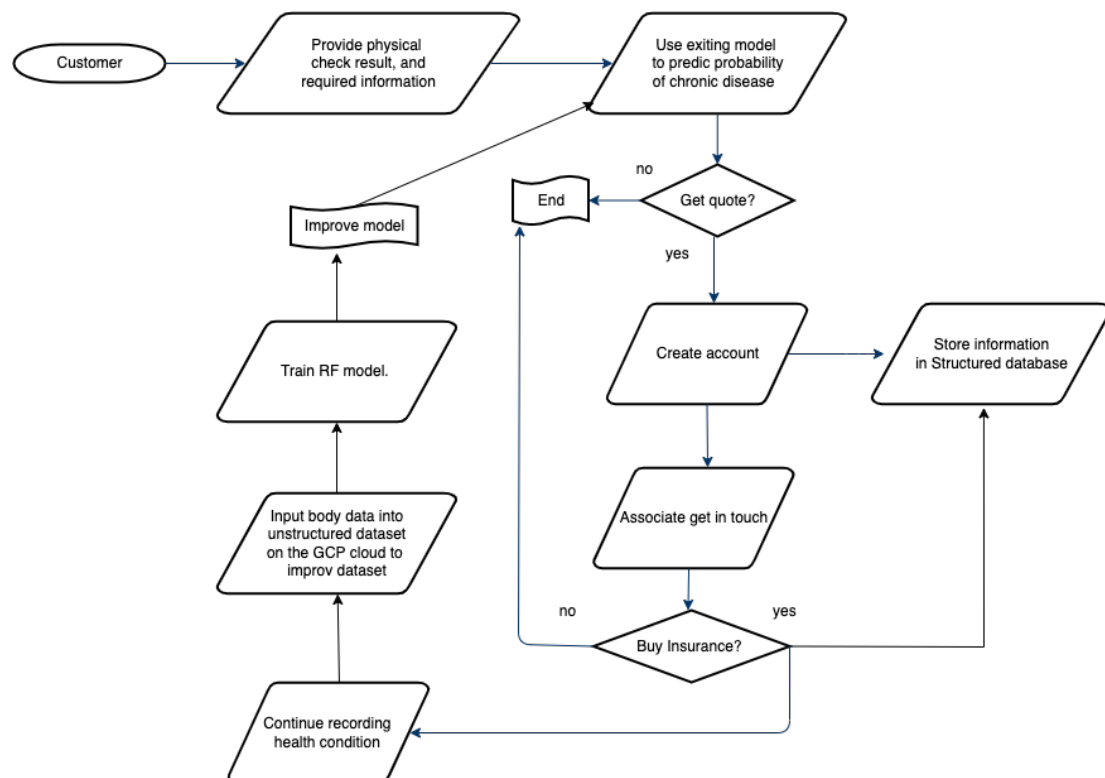 Customer
Provide physical
check result, and
required information
Use exiting model
to predic probability
of chronic disease
no
Get quote?
End
yes
Improve model
Create account
Store information
in Structured database
Train RF model.
Associate get in touch
Input body data into
unstructured dataset
on the GCP cloud to
improv dataset
no
yes
Buy Insurance?
Continue recording
health condition